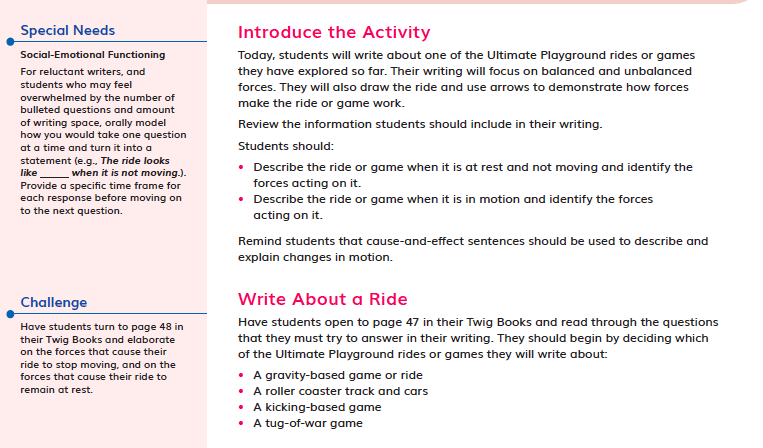 Special Needs
Social-Emotional Functioning
For reluctant writers, and
students who may feel
overwhelmed by the number of
bulleted questions and amount
of writing space, orally model
how you would take one question
at a time and turn it into a
statement (e.g., The ride looks
like _____ when it is not moving.).
Provide a specific time frame for
each response before moving on
to the next question.
Challenge
Have students turn to page 48 in
their Twig Books and elaborate
on the forces that cause their
ride to stop moving, and on the
forces that cause their ride to
remain at rest.
Introduce the Activity
Today, students will write about one of the Ultimate Playground rides or games
they have explored so far. Their writing will focus on balanced and unbalanced
forces. They will also draw the ride and use arrows to demonstrate how forces
make the ride or game work.
Review the information students should include in their writing.
Students should:
• Describe the ride or game when it is at rest and not moving and identify the
forces acting on it.
• Describe the ride or game when it is in motion and identify the forces
acting on it.
Remind students that cause-and-effect sentences should be used to describe and
explain changes in motion.
Write About a Ride
Have students open to page 47 in their Twig Books and read through the questions
that they must try to answer in their writing. They should begin by deciding which
of the Ultimate Playground rides or games they will write about:
• A gravity-based game or ride
• A roller coaster track and cars
• A kicking-based game
• A tug-of-war game